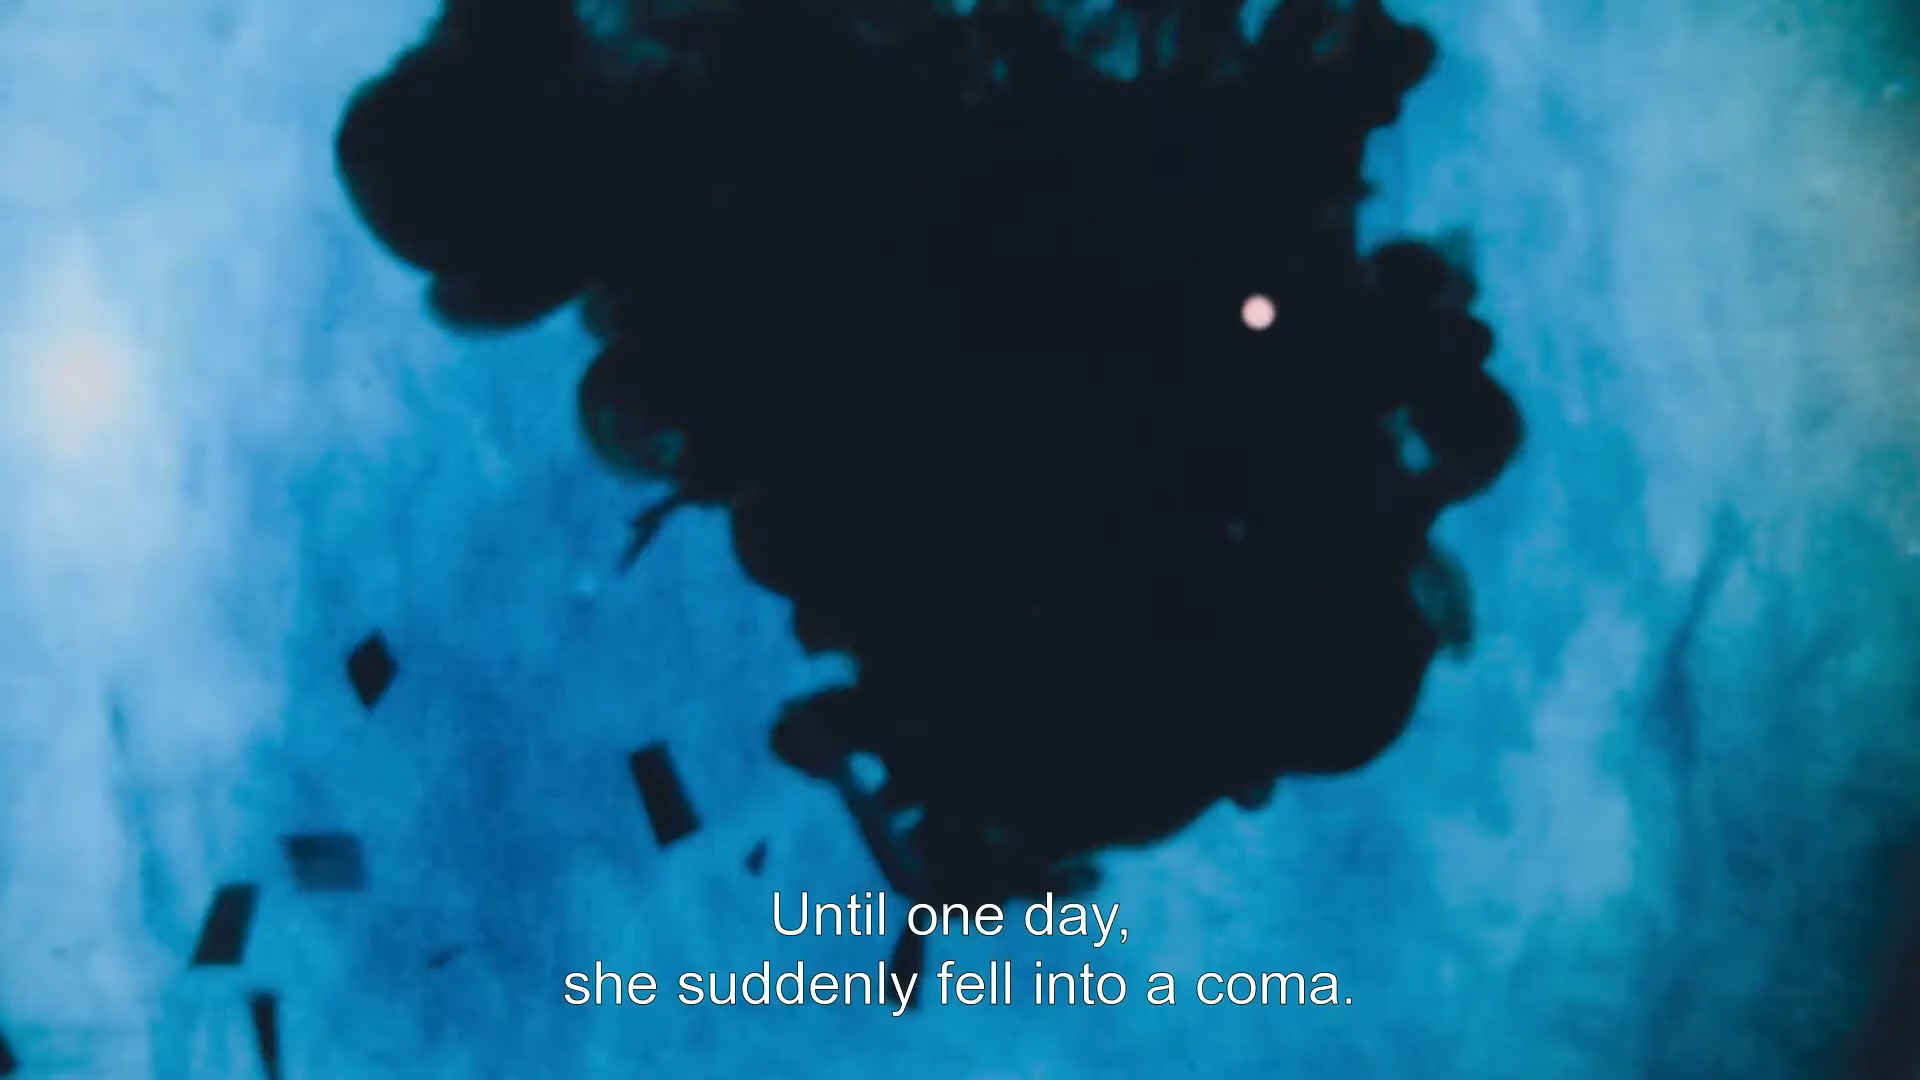 Until one day,
she suddenly fell into a coma.